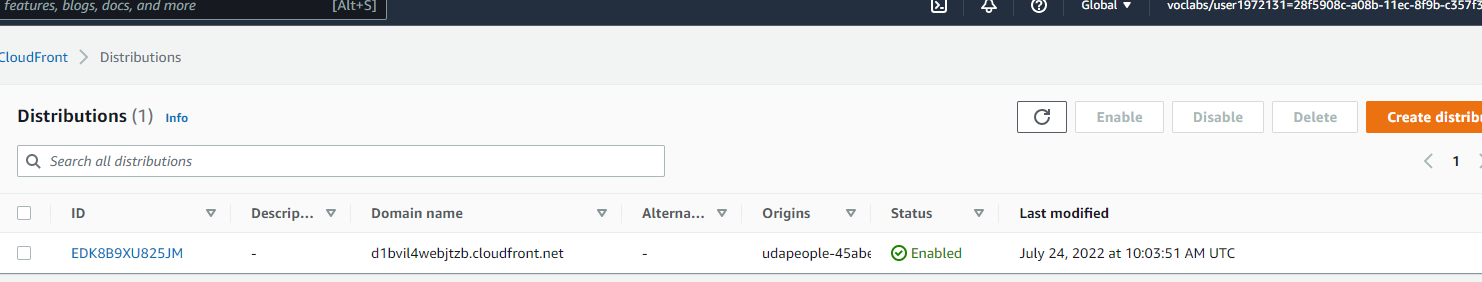 features, blogs, docs, and more [Alt+S] Global voclabs/user1972131=28f5908c-a08b-11ec-8f9b-c357f3
CloudFront Distributions
Distributions (1) Info Enable Disable Delete Create distribu
Search all distributions 1
ID Descrip... Domain name Alterna... Origins Status Last modified
EDK8B9XU825JM - d1bvil4webjtzb.cloudfront.net - udapeople-45abe Enabled July 24, 2022 at 10:03:51 AM UTC